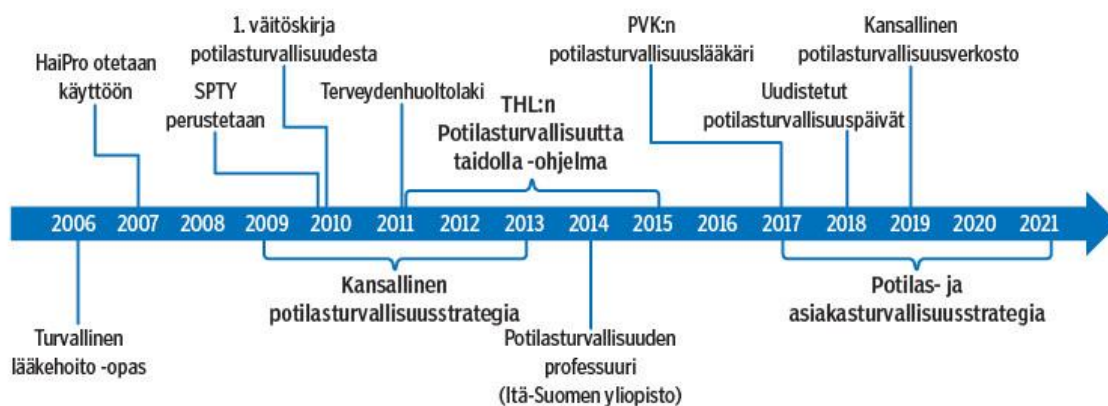 HaiPro otetaan
käyttöön
SPTY
perustetaan
1. väitöskirja
potilasturvallisuudesta
Terveydenhuoltolaki
THL:n
Potilasturvallisuutta
taidolla -ohjelma
PVK:n
potilasturvallisuuslääkäri
Uudistetut
potilasturvallisuuspäivät
Kansallinen
potilasturvallisuusverkosto
2006 2007 2008 2009 2010 2011 2012 2013 2014 2015 2016 2017 2018 2019 2020 2021
Turvallinen
lääkehoito -opas
Kansallinen
potilasturvallisuusstrategia
Potilasturvallisuuden
professuuri
(Itä-Suomen yliopisto)
Potilas- ja
asiakasturvallisuusstrategia